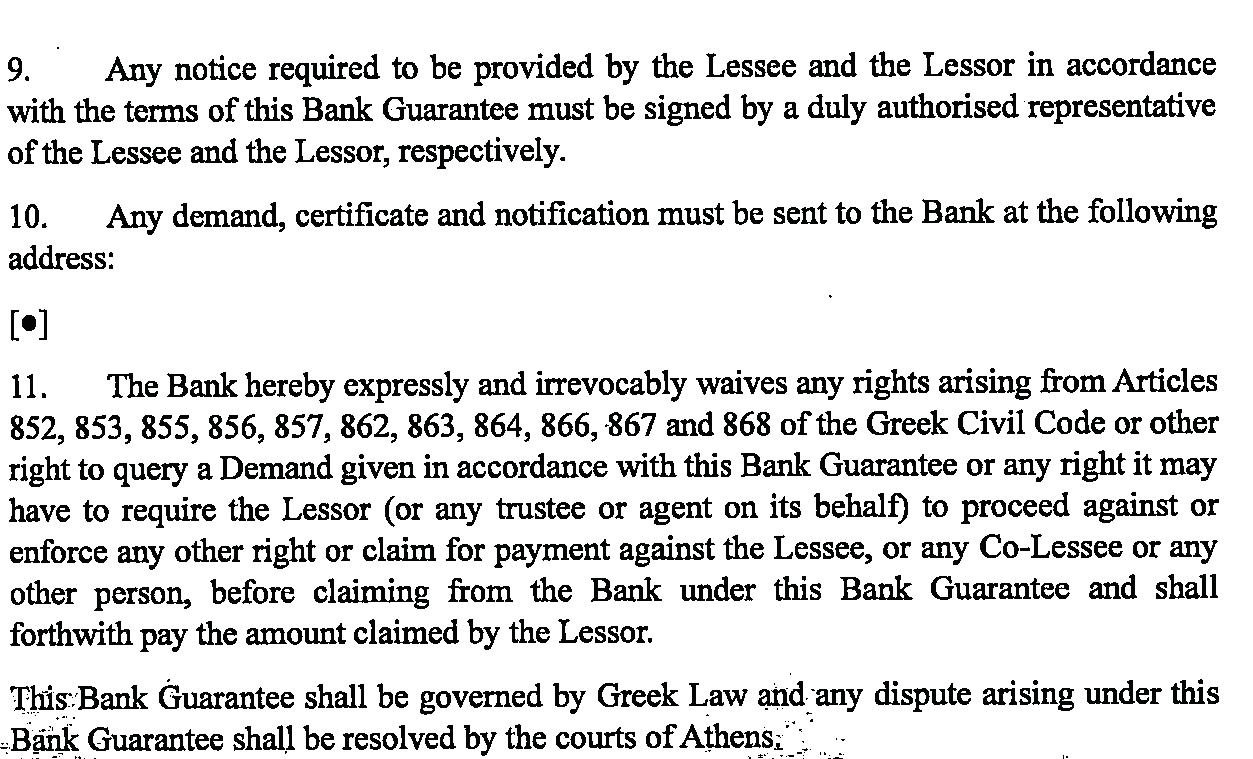 9. Any notice required to be provided by the Lessee and the Lessor in accordance
with the terms of this Bank Guarantee must be signed by a duly authorised representative
of the Lessee and the Lessor, respectively.
10. Any demand, certificate and notification must be sent to the Bank at the following
address:
[●]
11. The Bank hereby expressly and irrevocably waives any rights arising from Articles
852, 853, 855, 856, 857, 862, 863, 864, 866, 867 and 868 of the Greek Civil Code or other
right to query a Demand given in accordance with this Bank Guarantee or any right it may
have to require the Lessor (or any trustee or agent on its behalf) to proceed against or
enforce any other right or claim for payment against the Lessee, or any Co-Lessee or any
other person, before claiming from the Bank under this Bank Guarantee and shall
forthwith pay the amount claimed by the Lessor.
This Bank Guarantee shall be governed by Greek Law and any dispute arising under this
Bank Guarantee shall be resolved by the courts of Athens.